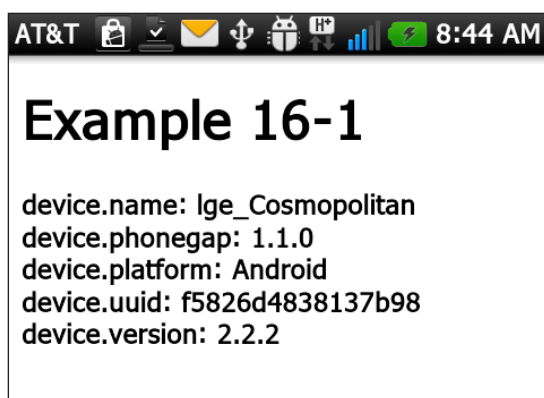 AT&T H+ 8:44 AM
Example 16-1
device.name: lge_Cosmopolitan
device.phonegap: 1.1.0
device.platform: Android
device.uuid: f5826d4838137b98
device.version: 2.2.2